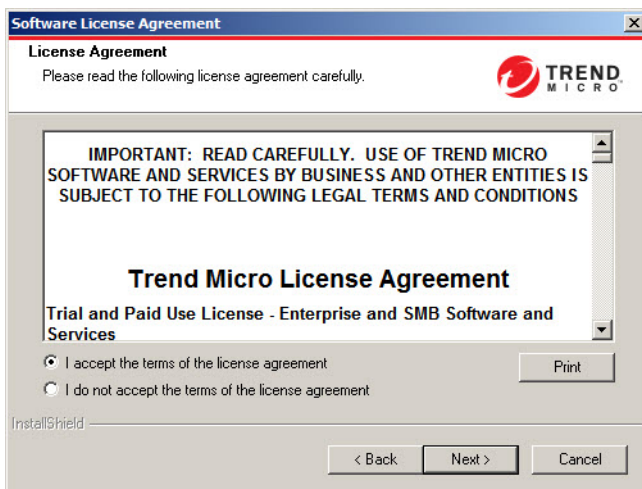 Software License Agreement
License Agreement
Please read the following license agreement carefully.
TREND
MICRO
IMPORTANT: READ CAREFULLY. USE OF TREND MICRO
SOFTWARE AND SERVICES BY BUSINESS AND OTHER ENTITIES IS
SUBJECT TO THE FOLLOWING LEGAL TERMS AND CONDITIONS
Trend Micro License Agreement
Trial and Paid Use License - Enterprise and SMB Software and
Services
I accept the terms of the license agreement
Print
I do not accept the terms of the license agreement
InstallShield
< Back
Next >
Cancel